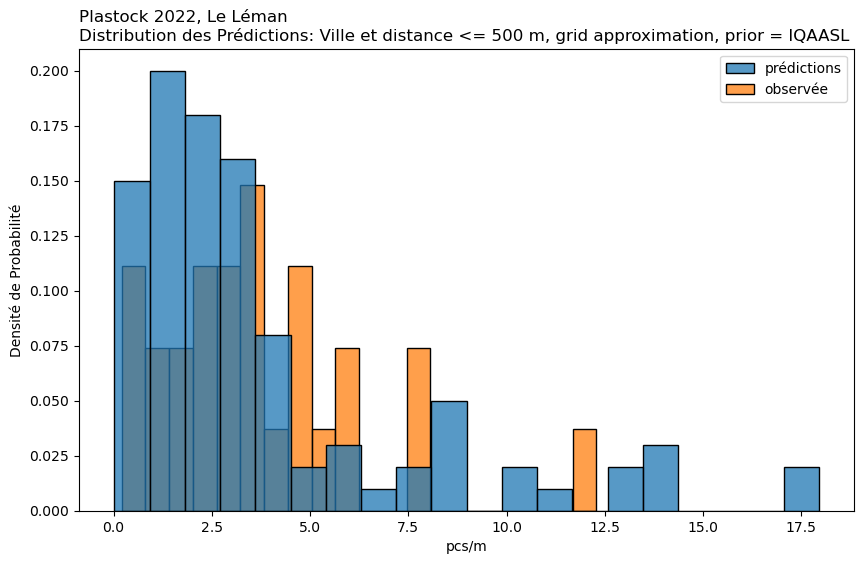 Plastock 2022, Le Léman
Distribution des Prédictions: Ville et distance <= 500 m, grid approximation, prior = IQAASL
prédictions
observée
Densité de Probabilité
0.200
0.175
0.150
0.125
0.100
0.075
0.050
0.025
0.000
0.0
2.5
5.0
7.5
10.0
12.5
15.0
17.5
pcs/m